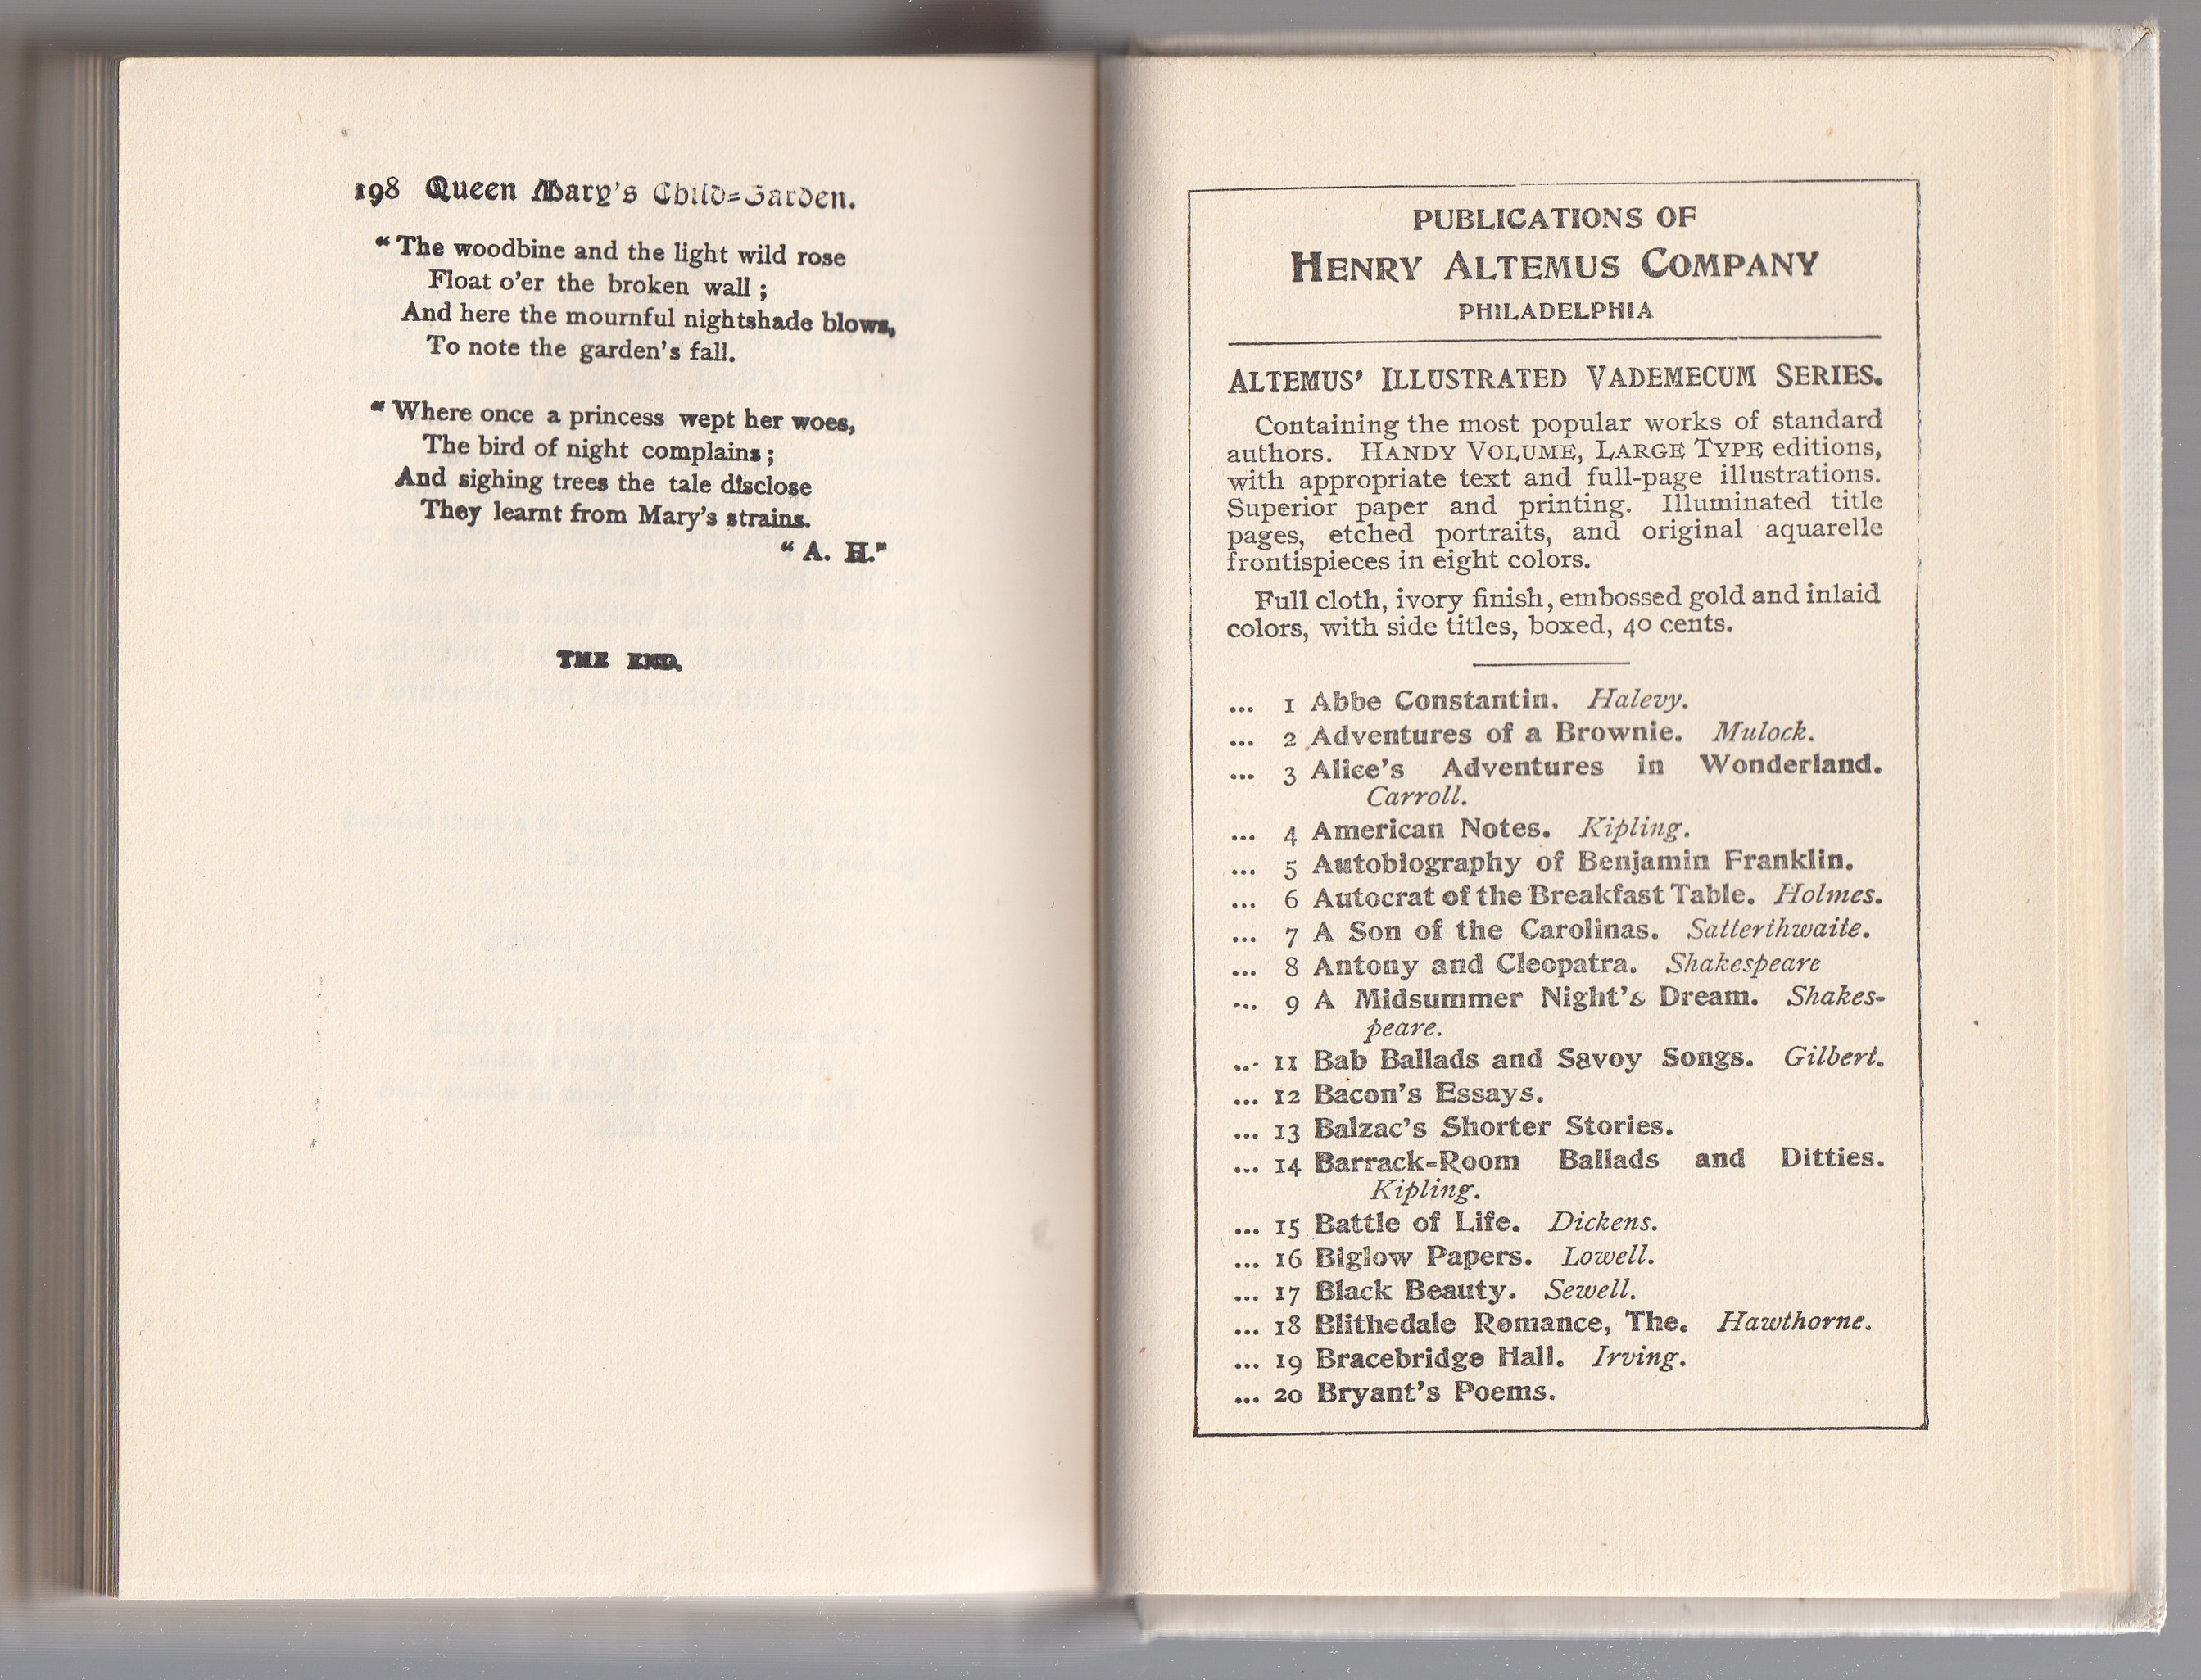 198 Queen Mary's Child-Garden.
“The woodbine and the light wild rose
Float o'er the broken wall;
And here the mournful nightshade blows,
To note the garden's fall.
“Where once a princess wept her woes,
The bird of night complains;
And sighing trees the tale disclose
They learnt from Mary's strains.
“A. H.”
THE END.
PUBLICATIONS OF
HENRY ALTEMUS COMPANY
PHILADELPHIA
ALTEMUS' ILLUSTRATED VADEMECUM SERIES.
Containing the most popular works of standard
authors. HANDY VOLUME, LARGE TYPE editions,
with appropriate text and full-page illustrations.
Superior paper and printing. Illuminated title
pages, etched portraits, and original aquarelle
frontispieces in eight colors.
Full cloth, ivory finish, embossed gold and inlaid
colors, with side titles, boxed, 40 cents.
... 1 Abbe Constantin. Halevy.
... 2 Adventures of a Brownie. Mulock.
... 3 Alice's Adventures in Wonderland.
Carroll.
... 4 American Notes. Kipling.
... 5 Autobiography of Benjamin Franklin.
... 6 Autocrat of the Breakfast Table. Holmes.
... 7 A Son of the Carolinas. Satterthwaite.
... 8 Antony and Cleopatra. Shakespeare
... 9 A Midsummer Night's Dream. Shakes-
peare.
... 11 Bab Ballads and Savoy Songs. Gilbert.
... 12 Bacon's Essays.
... 13 Balzac's Shorter Stories.
... 14 Barrack-Room Ballads and Ditties.
Kipling.
... 15 Battle of Life. Dickens.
... 16 Biglow Papers. Lowell.
... 17 Black Beauty. Sewell.
... 18 Blithedale Romance, The. Hawthorne.
... 19 Bracebridge Hall. Irving.
... 20 Bryant's Poems.